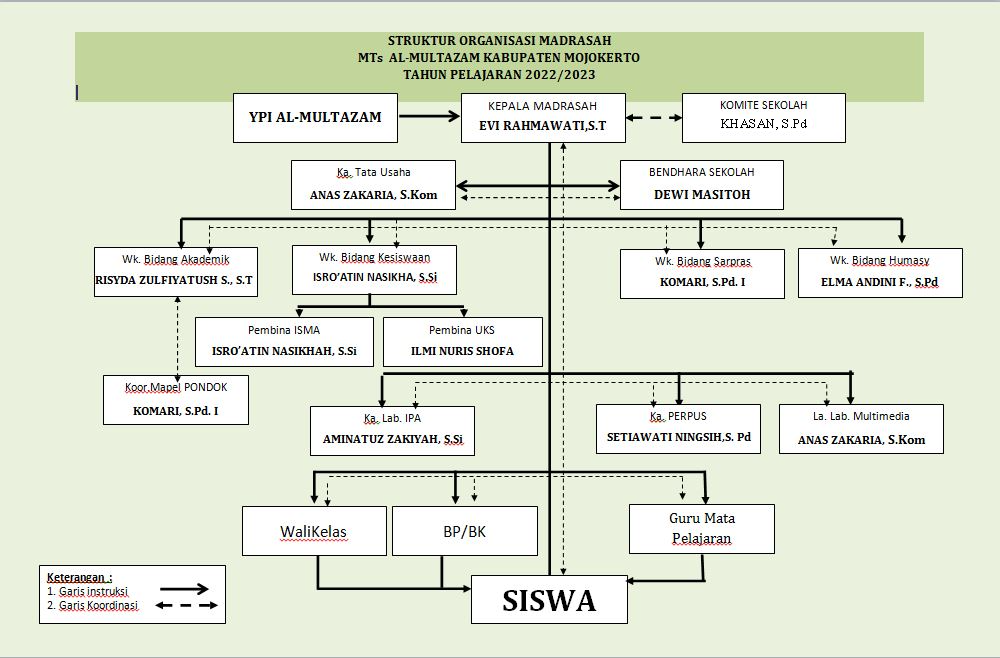 STRUKTUR ORGANISASI MADRASAH
MTs AL-MULTAZAM KABUPATEN MOJOKERTO
TAHUN PELAJARAN 2022/2023
YPI AL-MULTAZAM
KEPALA MADRASAH
EVI RAHMAWATI,S.T
KOMITE SEKOLAH
KHASAN, S.Pd
Ka. Tata Usaha
ANAS ZAKARIA, S.Kom
BENDHARA SEKOLAH
DEWI MASITOH
Wk. Bidang Akademik
RISYDA ZULFIYATUSH S., S.T
Wk. Bidang Kesiswaan
ISRO’ATIN NASIKHA, S.Si
Wk. Bidang Sarpras
KOMARI, S.Pd. I
Wk. Bidang Humasy
ELMA ANDINI F., S.Pd
Pembina ISMA
ISRO’ATIN NASIKHAH, S.Si
Pembina UKS
ILMI NURIS SHOFA
Koor.Mapel PONDOK
KOMARI, S.Pd. I
Ka. Lab. IPA
AMINATUZ ZAKIYAH, S.Si
Ka. PERPUS
SETIAWATI NINGSIH,S. Pd
La. Lab. Multimedia
ANAS ZAKARIA, S.Kom
WaliKelas
BP/BK
Guru Mata
Pelajaran
SISWA
Keterangan :
1. Garis instruksi
2. Garis Koordinasi